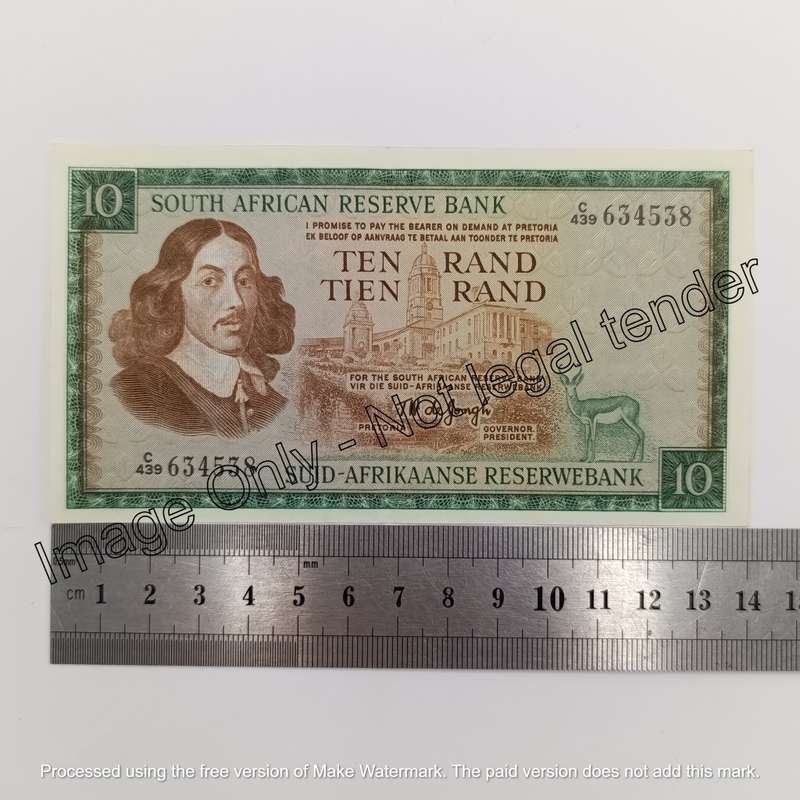 10 SOUTH AFRICAN RESERVE BANK C/439 634538
I PROMISE TO PAY THE BEARER ON DEMAND AT PRETORIA
EK BELOOF OP AANVRAAG TE BETAAL AAN TOONDER TE PRETORIA
TEN RAND
TIEN RAND
FOR THE SOUTH AFRICAN RESERVE BANK
VIR DIE SUID-AFRIKAANSE RESERWEBANK
TW de Jongh
PRETORIA GOVERNOR.
PRESIDENT.
C/439 634538 SUID-AFRIKAANSE RESERWEBANK 10
Image Only - Not legal tender
mm
cm 1 2 3 4 5 6 7 8 9 10 11 12 13 14
Processed using the free version of Make Watermark. The paid version does not add this mark.